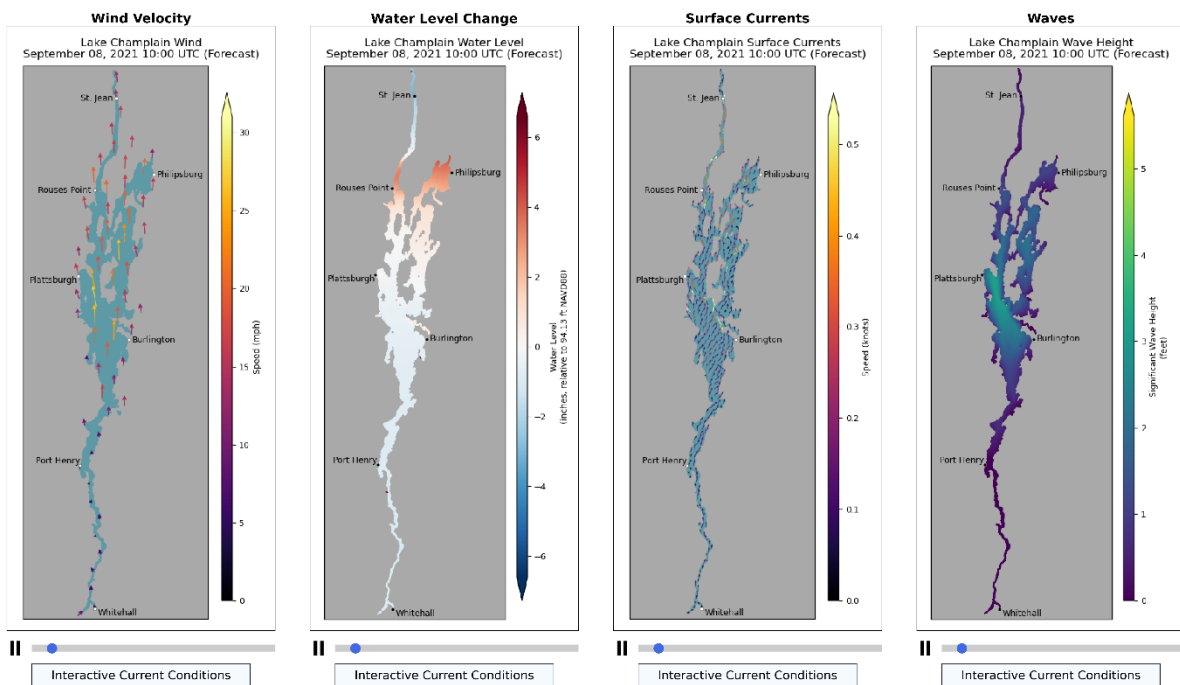 Wind Velocity
Lake Champlain Wind
September 08, 2021 10:00 UTC (Forecast)
St. Jean
Philipsburg
Rouses Point
Plattsburgh
Burlington
Port Henry
Whitehall
30
25
20
15
10
5
0
Speed (mph)
Interactive Current Conditions
Water Level Change
Lake Champlain Water Level
September 08, 2021 10:00 UTC (Forecast)
St. Jean
Philipsburg
Rouses Point
Plattsburgh
Burlington
Port Henry
Whitehall
6
4
2
0
−2
−4
−6
Water Level
(inches, relative to 94.13 ft NAVD88)
Interactive Current Conditions
Surface Currents
Lake Champlain Surface Currents
September 08, 2021 10:00 UTC (Forecast)
St. Jean
Philipsburg
Rouses Point
Plattsburgh
Burlington
Port Henry
Whitehall
0.5
0.4
0.3
0.2
0.1
0.0
Speed (knots)
Interactive Current Conditions
Waves
Lake Champlain Wave Height
September 08, 2021 10:00 UTC (Forecast)
St. Jean
Philipsburg
Rouses Point
Plattsburgh
Burlington
Port Henry
Whitehall
5
4
3
2
1
0
Significant Wave Height
(feet)
Interactive Current Conditions